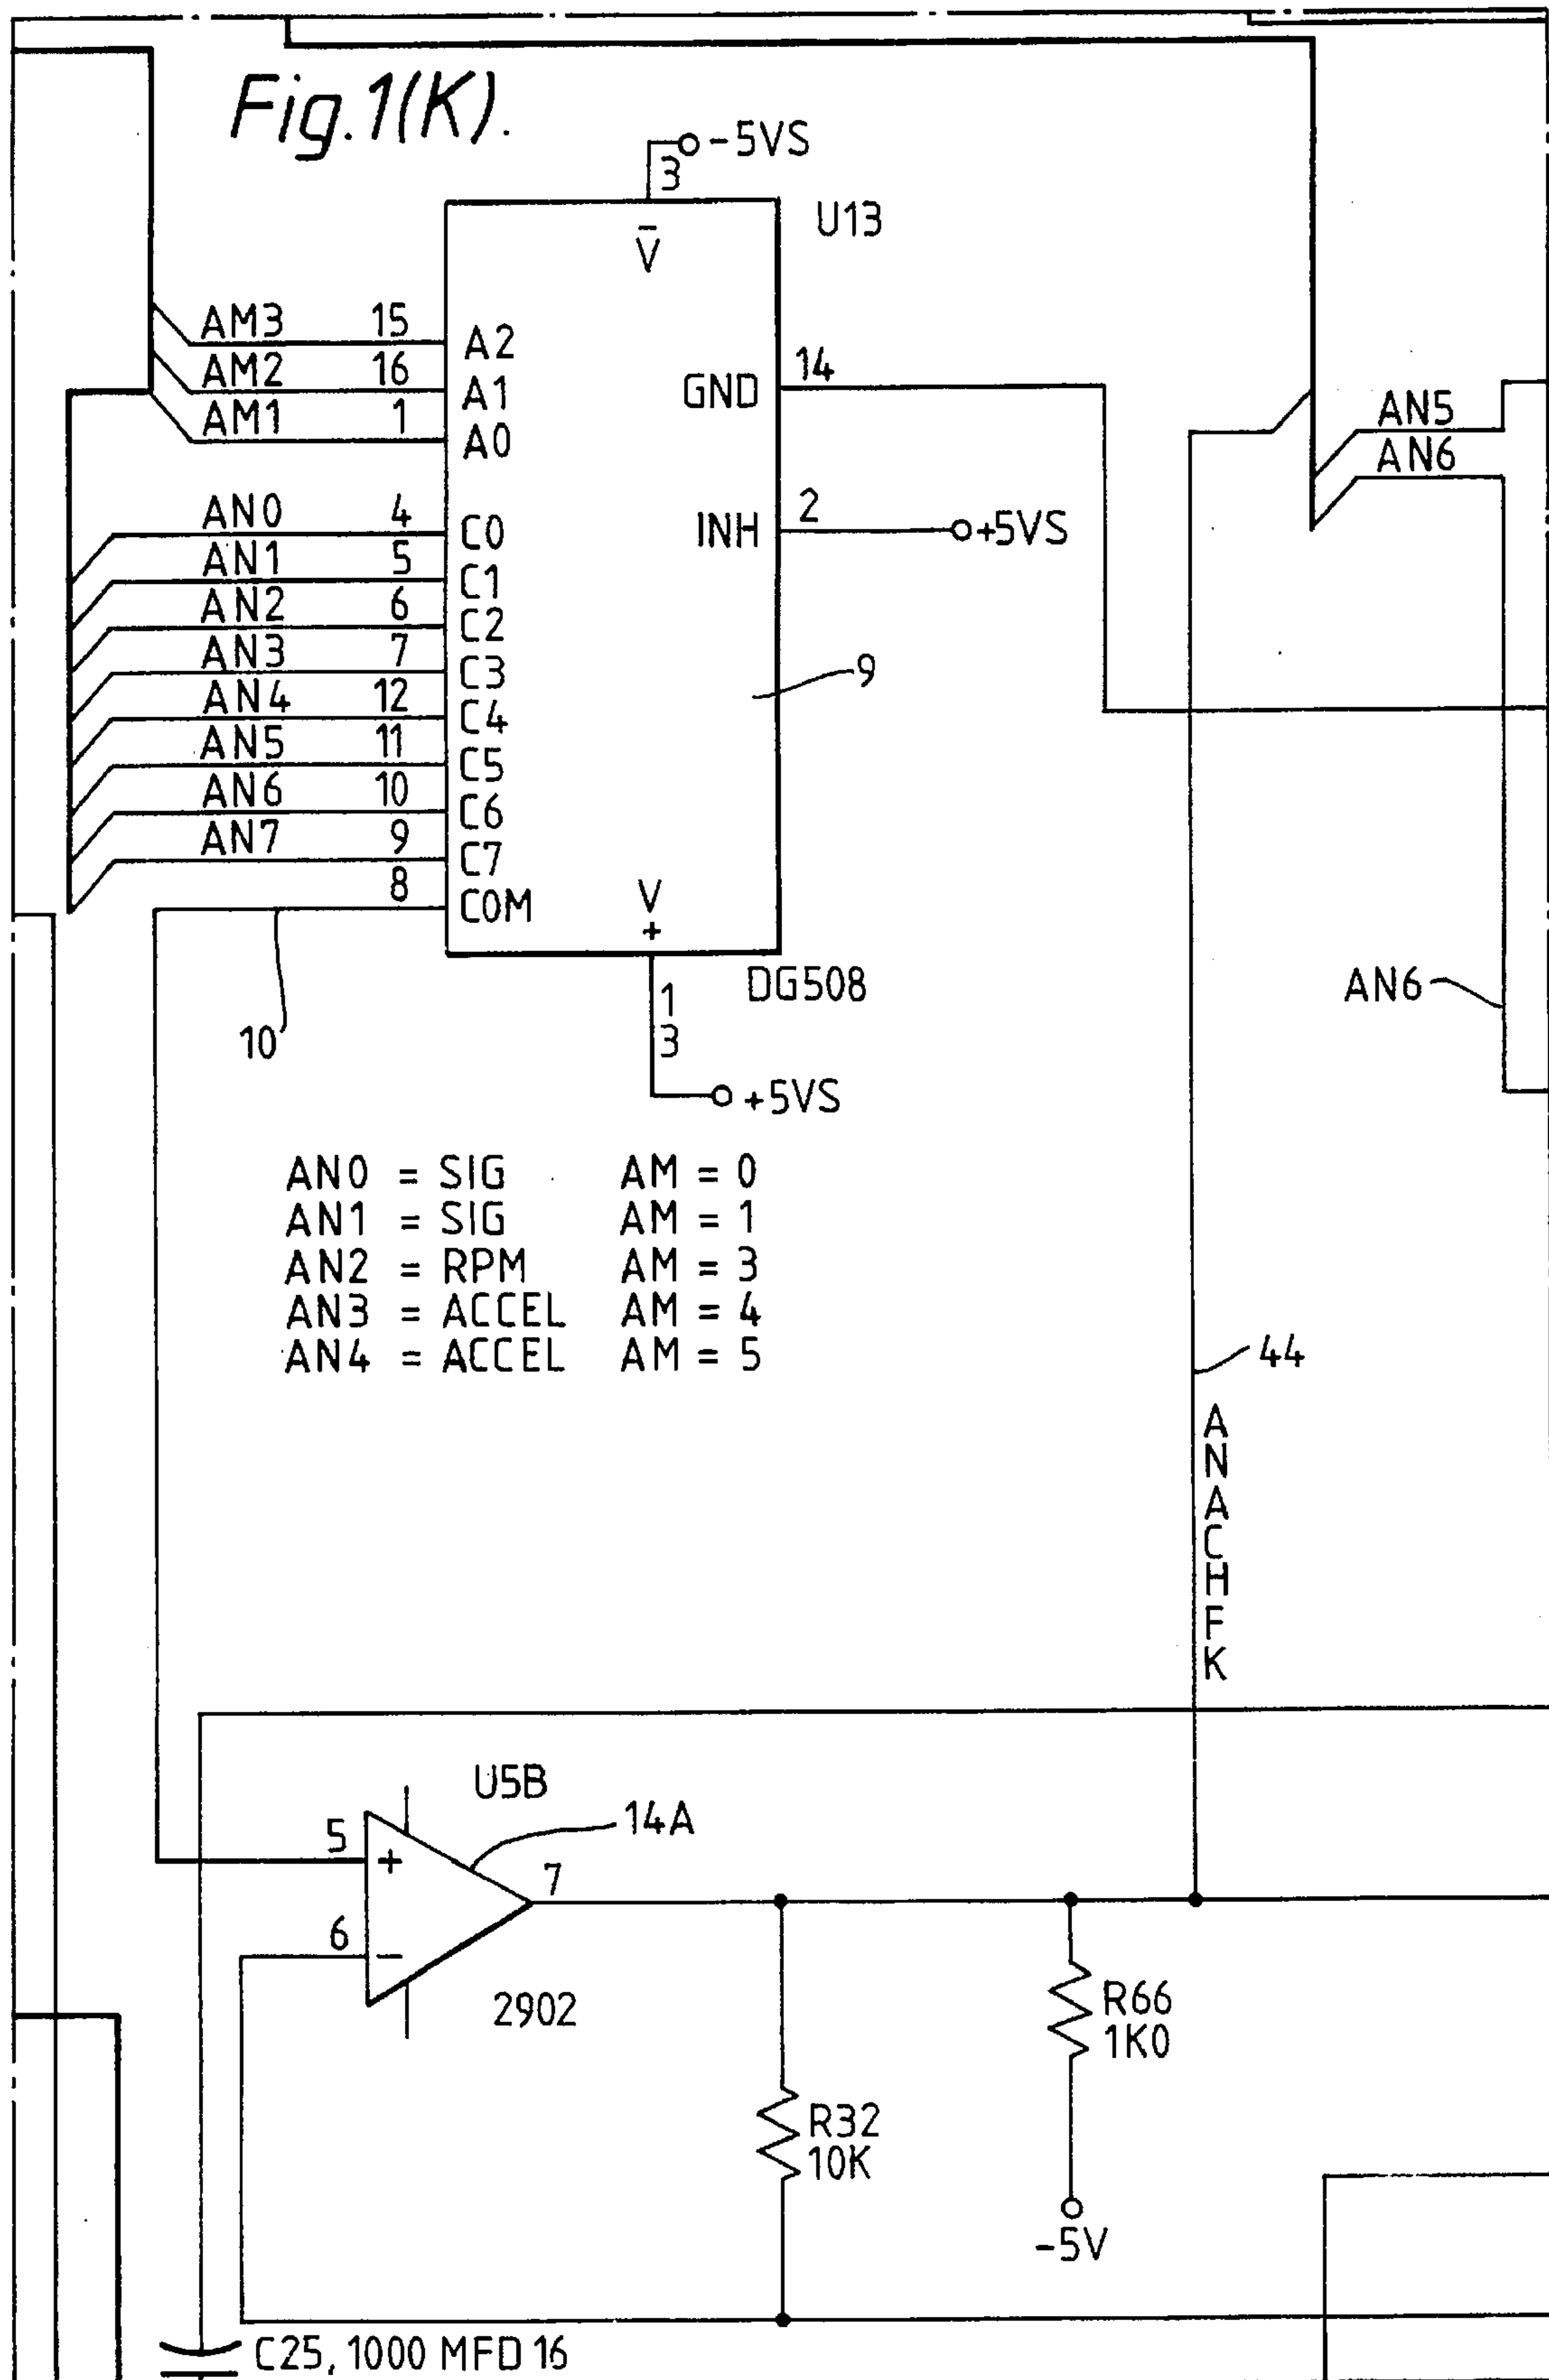 Fig.1(K).
-5VS
3
U13
V
AM3 15 A2
AM2 16 A1
AM1 1 A0
GND 14
AN5
AN6
AN0 4 C0
INH 2 +5VS
AN1 5 C1
AN2 6 C2
AN3 7 C3
9
AN4 12 C4
AN5 11 C5
AN6 10 C6
AN7 9 C7
8 COM
V
+
DG508
AN6
1
3
10
+5VS
AN0 = SIG AM = 0
AN1 = SIG AM = 1
AN2 = RPM AM = 3
AN3 = ACCEL AM = 4
AN4 = ACCEL AM = 5
44
ANACHFK
U5B
14A
5 +
7
6 -
2902
R66
1K0
R32
10K
-5V
C25, 1000 MFD 16